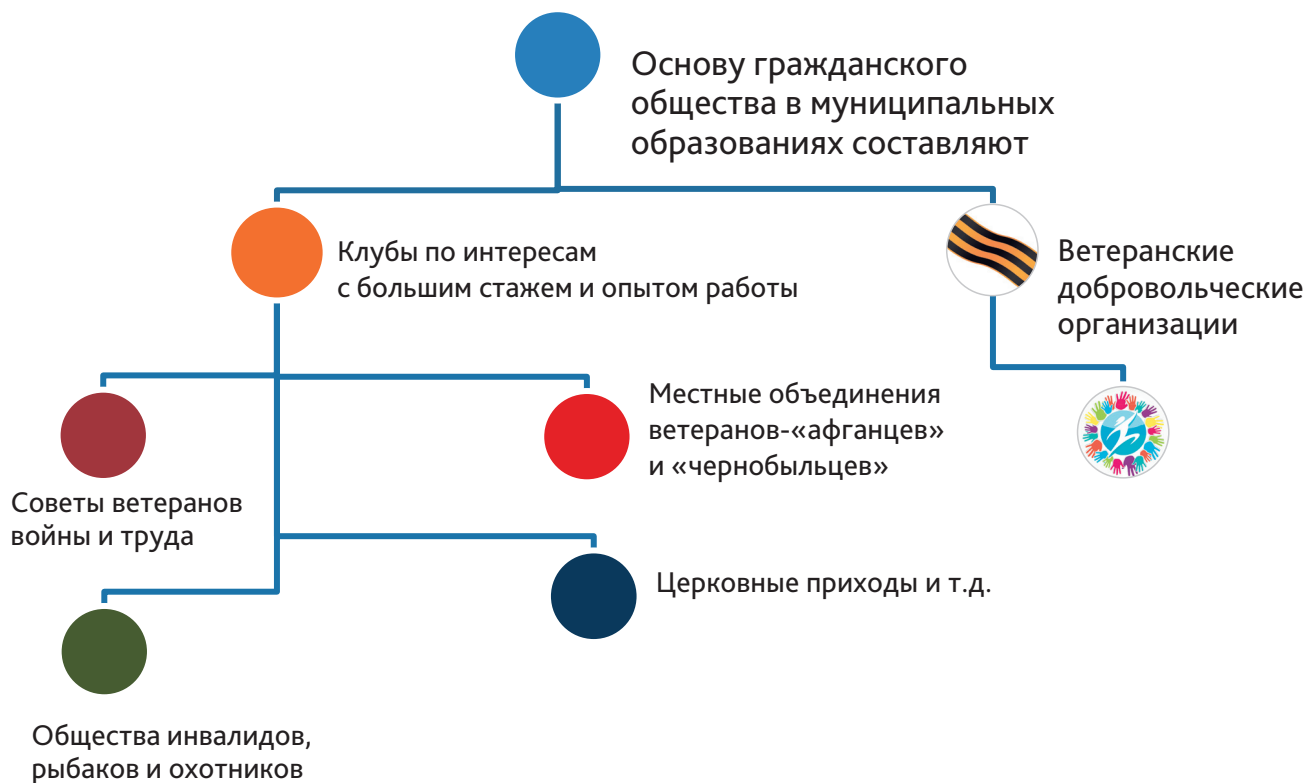 Основу гражданского
общества в муниципальных
образованиях составляют
Клубы по интересам
с большим стажем и опытом работы
Ветеранские
добровольческие
организации
Местные объединения
ветеранов-«афганцев»
и «чернобыльцев»
Советы ветеранов
войны и труда
Церковные приходы и т.д.
Общества инвалидов,
рыбаков и охотников